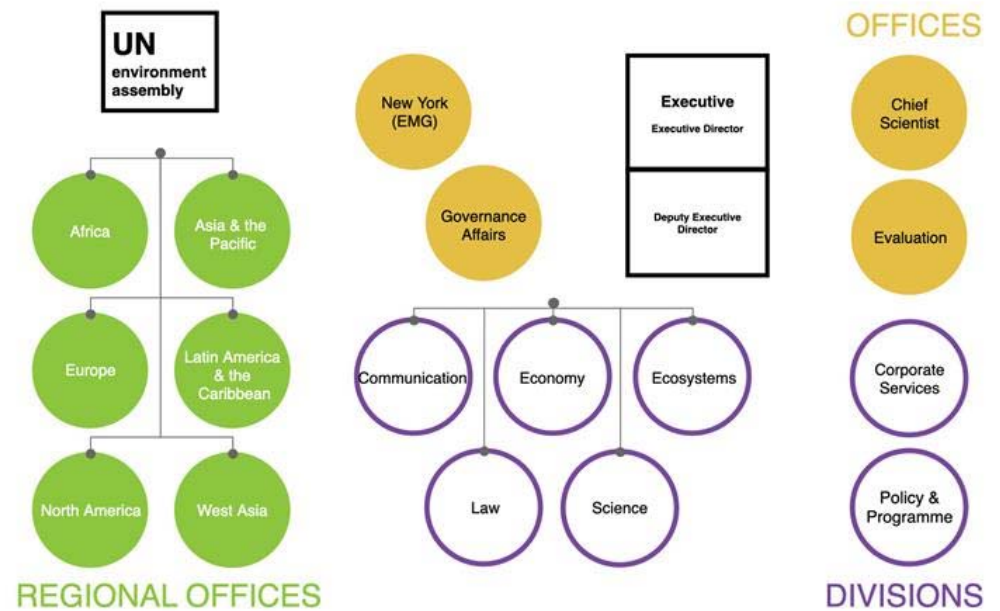 UN
environment
assembly
OFFICES
New York
(EMG)
Executive
Executive Director
Chief
Scientist
Governance
Affairs
Deputy Executive
Director
Evaluation
Africa
Asia & the
Pacific
Europe
Latin America
& the
Caribbean
North America
West Asia
REGIONAL OFFICES
Communication
Economy
Ecosystems
Law
Science
Corporate
Services
Policy &
Programme
DIVISIONS